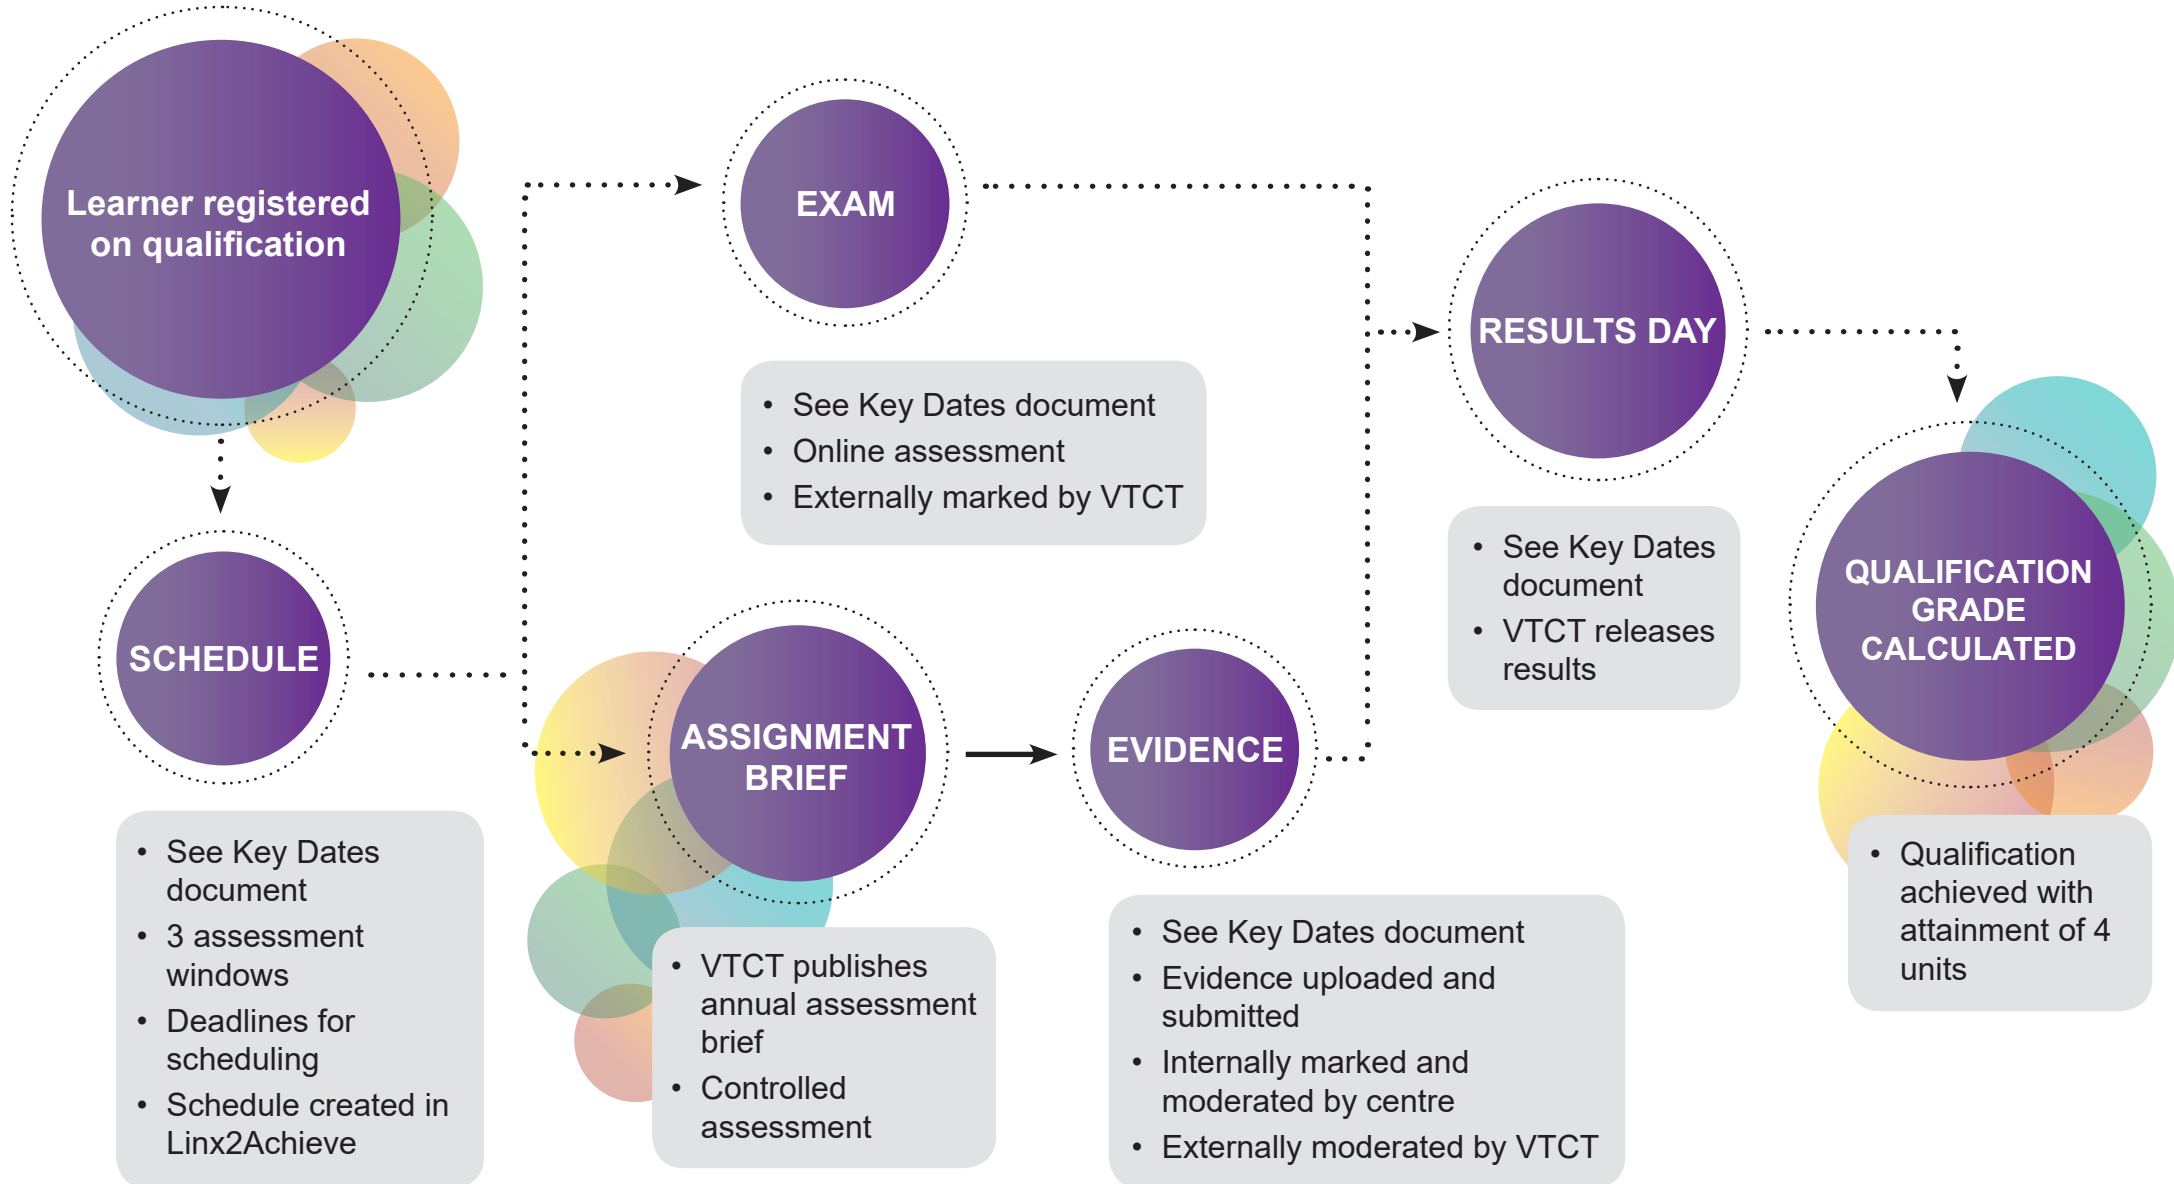 Learner registered
on qualification
SCHEDULE
• See Key Dates
document
• 3 assessment
windows
• Deadlines for
scheduling
• Schedule created in
Linx2Achieve
EXAM
• See Key Dates document
• Online assessment
• Externally marked by VTCT
ASSIGNMENT
BRIEF
• VTCT publishes
annual assessment
brief
• Controlled
assessment
EVIDENCE
• See Key Dates document
• Evidence uploaded and
submitted
• Internally marked and
moderated by centre
• Externally moderated by VTCT
RESULTS DAY
• See Key Dates
document
• VTCT releases
results
QUALIFICATION
GRADE
CALCULATED
• Qualification
achieved with
attainment of 4
units